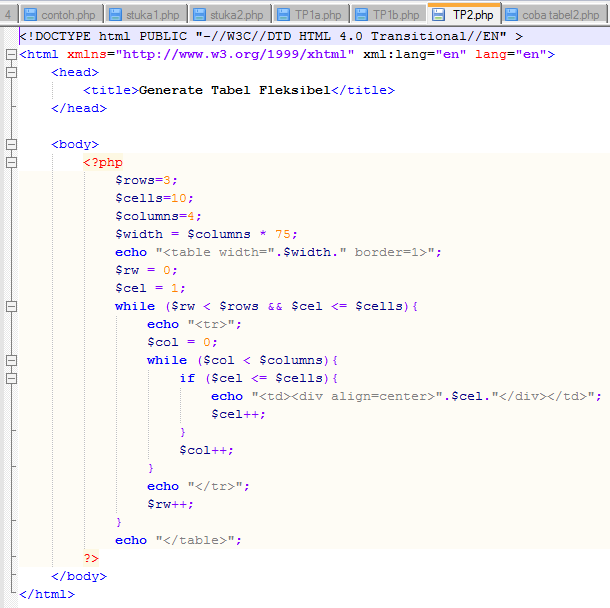 4 contoh.php stuka1.php stuka2.php TP1a.php TP1b.php TP2.php coba tabel2.php
<!DOCTYPE html PUBLIC "-//W3C//DTD HTML 4.0 Transitional//EN" >
<html xmlns="http://www.w3.org/1999/xhtml" xml:lang="en" lang="en">
<head>
<title>Generate Tabel Fleksibel</title>
</head>
<body>
<?php
$rows=3;
$cells=10;
$columns=4;
$width = $columns * 75;
echo "<table width=".$width." border=1>";
$rw = 0;
$cel = 1;
while ($rw < $rows && $cel <= $cells){
echo "<tr>";
$col = 0;
while ($col < $columns){
if ($cel <= $cells){
echo "<td><div align=center>".$cel."</div></td>";
$cel++;
}
$col++;
}
echo "</tr>";
$rw++;
}
echo "</table>";
?>
</body>
</html>